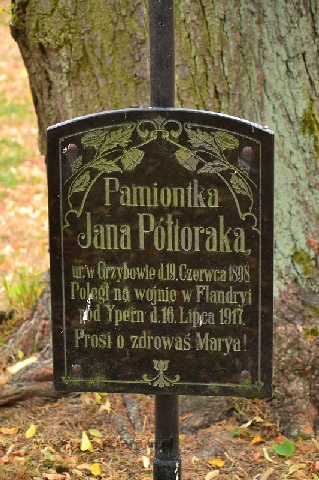 Pamiontka
Jana Półtoraka,
ur. w Grzybowie d. 19. Czerwca 1898
Poległ na wojnie w Flandryi
pod Ypern d. 16. Lipca 1917.
Prosi o zdrowaś Marya!